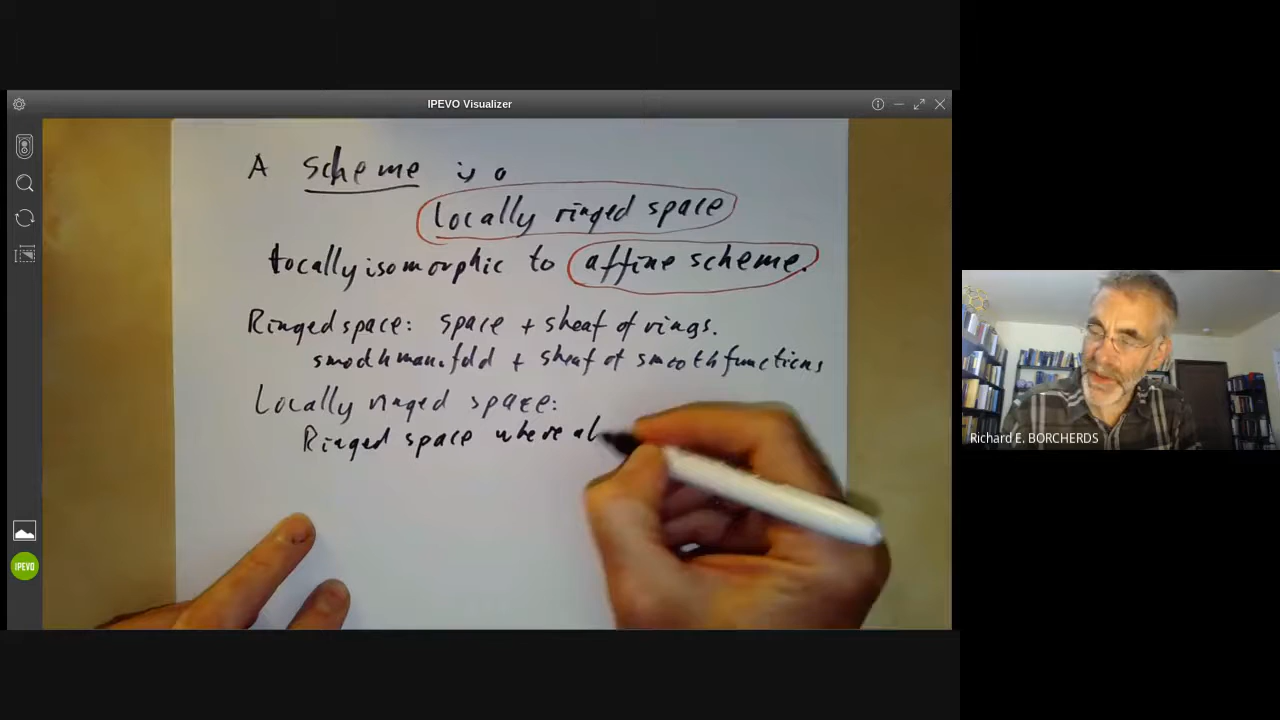 IPEVO Visualizer
A scheme is a
locally ringed space
locally isomorphic to affine scheme.
Ringed space: space + sheaf of rings.
smooth manifold + sheaf of smooth functions
Locally ringed space:
Ringed space where al
Richard E. BORCHERDS
IPEVO